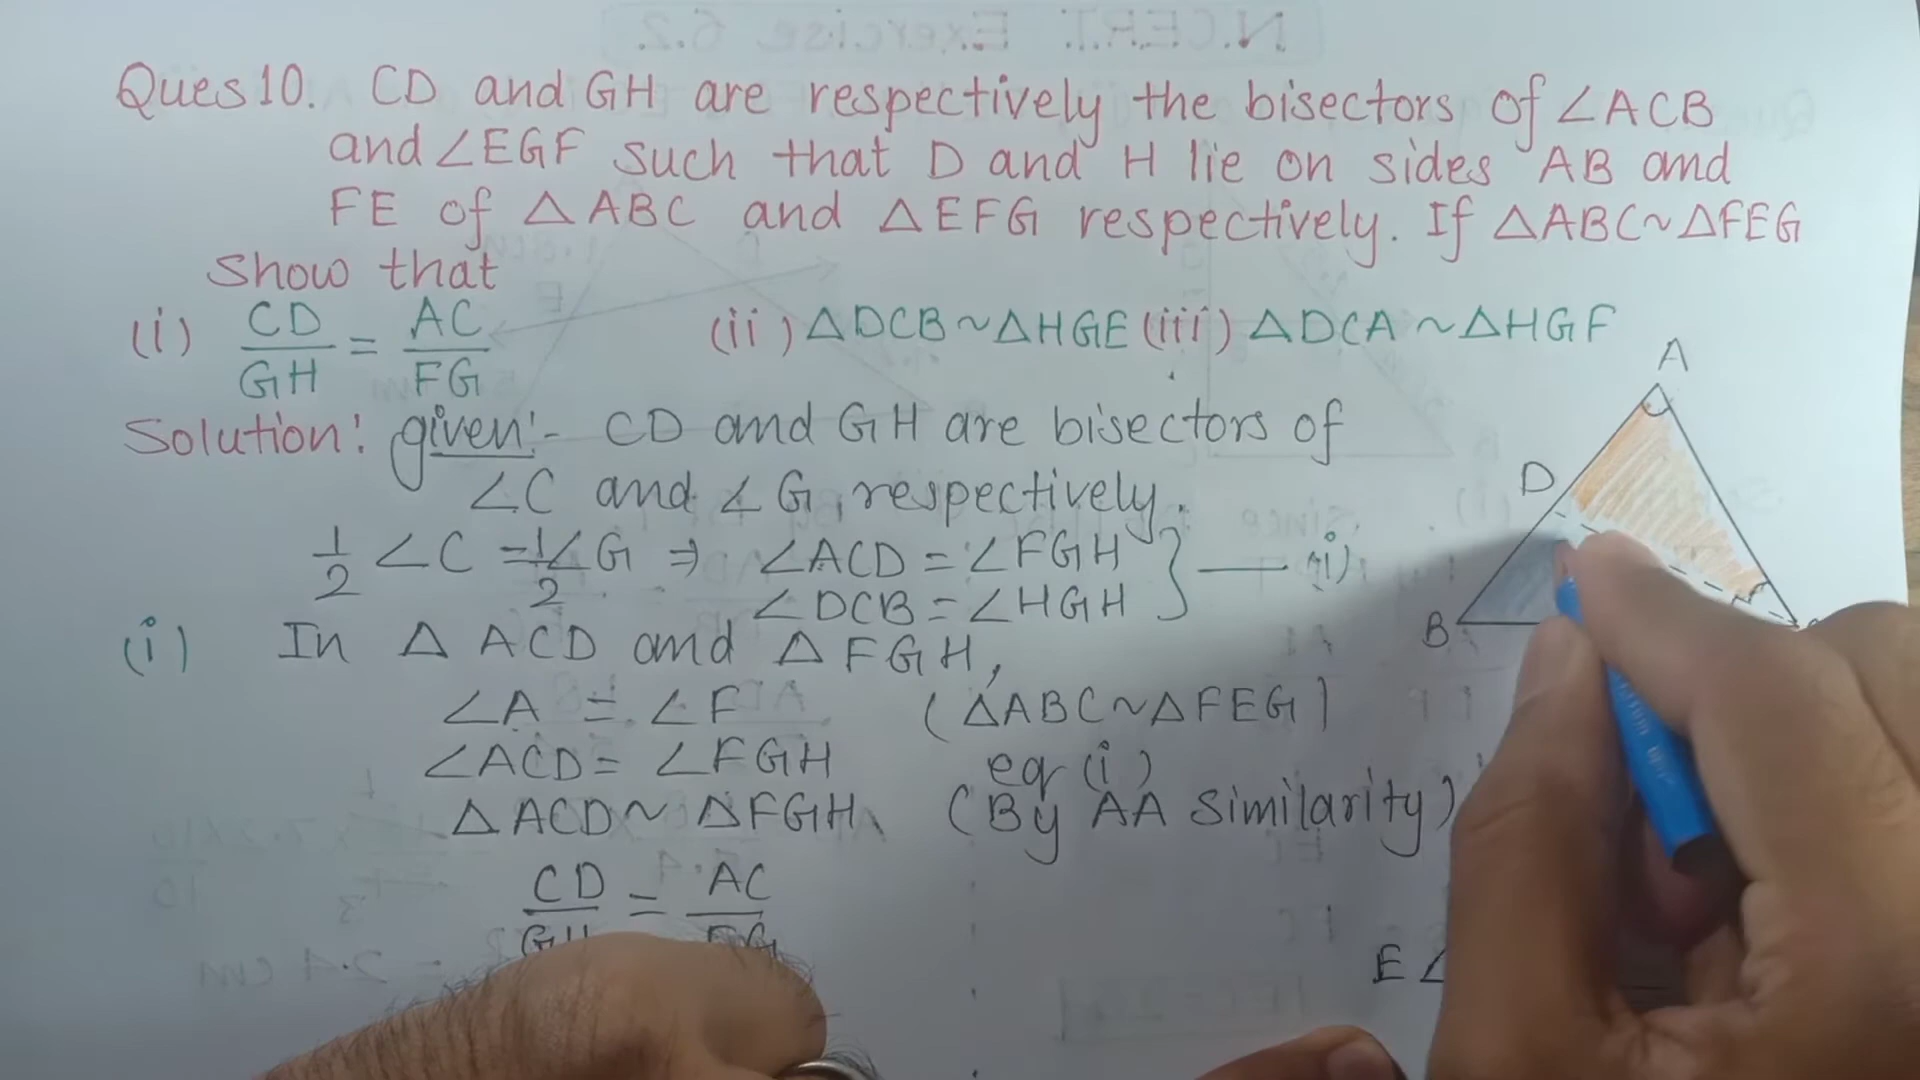 Ques 10. CD and GH are respectively the bisectors of ∠ACB
and ∠EGF such that D and H lie on sides AB and
FE of △ABC and △EFG respectively. If △ABC~△FEG
Show that
(i) CD/GH = AC/FG (ii) △DCB~△HGE (iii) △DCA~△HGF
Solution: given:- CD and GH are bisectors of
∠C and ∠G, respectively.
1/2 ∠C = 1/2 ∠G ⇒ ∠ACD = ∠FGH
∠DCB = ∠HGH } — (i)
(i) In △ ACD and △ FGH,
∠A = ∠F (△ABC~△FEG)
∠ACD = ∠FGH eq (i)
△ACD~ △FGH (By AA Similarity)
CD/GH = AC/FG
A
D
B
E
N.C.E.R.T. Exercise 6.2